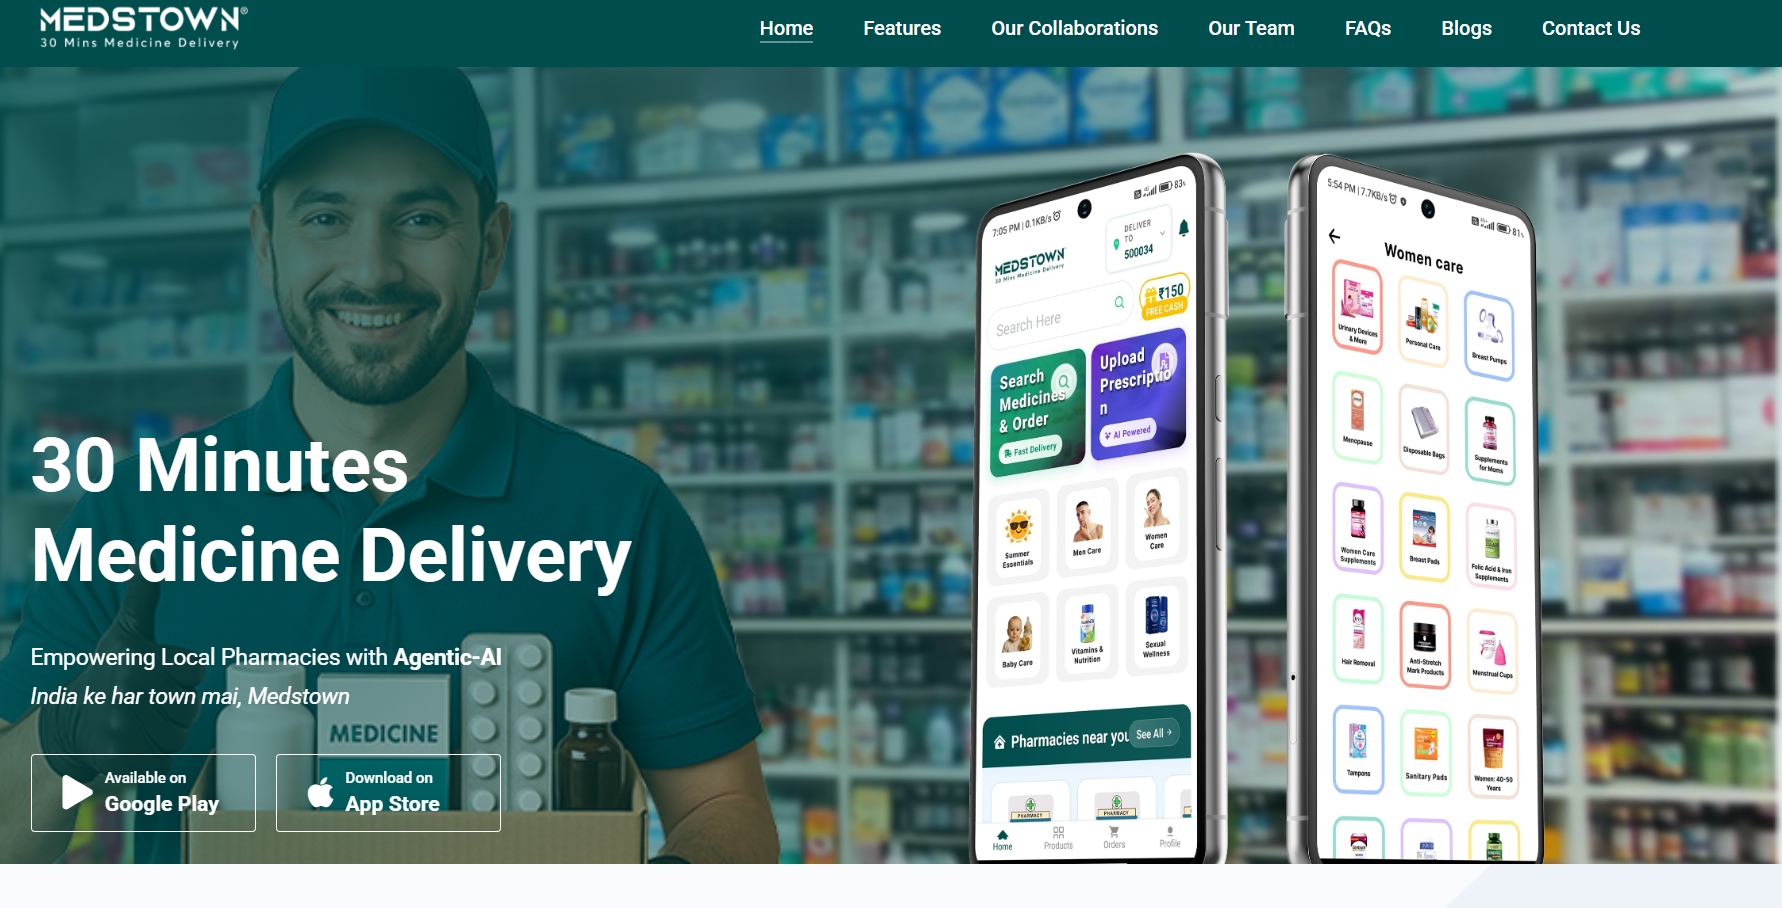 MEDSTOWN®
30 Mins Medicine Delivery
Home
Features
Our Collaborations
Our Team
FAQs
Blogs
Contact Us
30 Minutes
Medicine Delivery
Empowering Local Pharmacies with Agentic-AI
India ke har town mai, Medstown
Available on
Google Play
Download on
App Store
MEDICINE
7:05 PM | 0.1KB/s
83%
MEDSTOWN
30 Mins Medicine Delivery
DELIVER
TO
500034
Search Here
₹150
FREE CASH
Search
Medicines
& Order
Fast Delivery
Upload
Prescriptio
n
AI Powered
Summer
Essentials
Men Care
Women
Care
Baby Care
Vitamins &
Nutrition
Sexual
Wellness
Pharmacies near you
See All
PHARMACY
PHARMACY
Home
Products
Orders
Profile
5:54 PM | 7.7KB/s
81%
Women care
Urinary Devices
& More
Personal Care
Breast Pumps
Menopause
Disposable Bags
Supplements
for Moms
Women Care
Supplements
Breast Pads
Folic Acid & Iron
Supplements
Hair Removal
Anti-Stretch
Mark Products
Menstrual Cups
Tampons
Sanitary Pads
Women: 40-50
Years